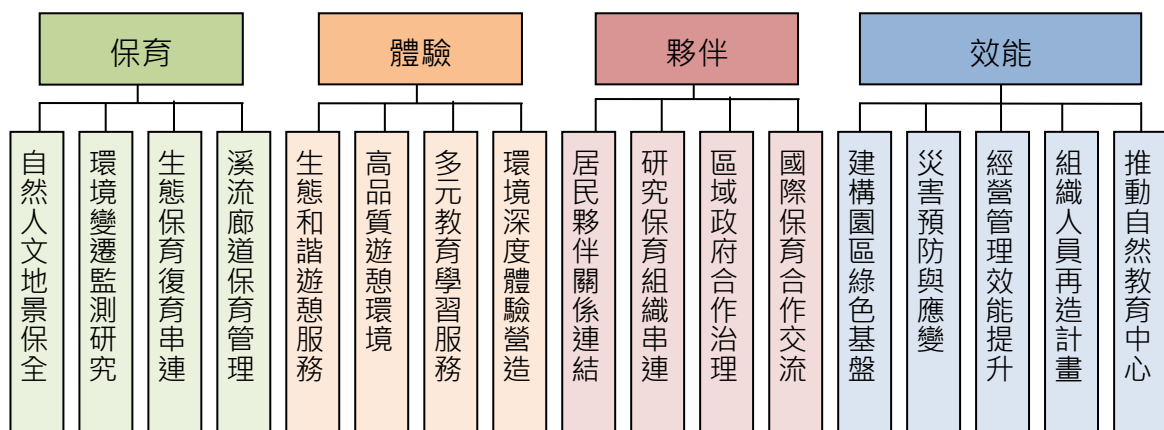 保育
體驗
夥伴
效能
自然人文地景保全
環境變遷監測研究
生態保育復育串連
溪流廊道保育管理
生態和諧遊憩服務
高品質遊憩環境
多元教育學習服務
環境深度體驗營造
居民夥伴關係連結
研究保育組織串連
區域政府合作治理
國際保育合作交流
建構園區綠色基盤
災害預防與應變
經營管理效能提升
組織人員再造計畫
推動自然教育中心